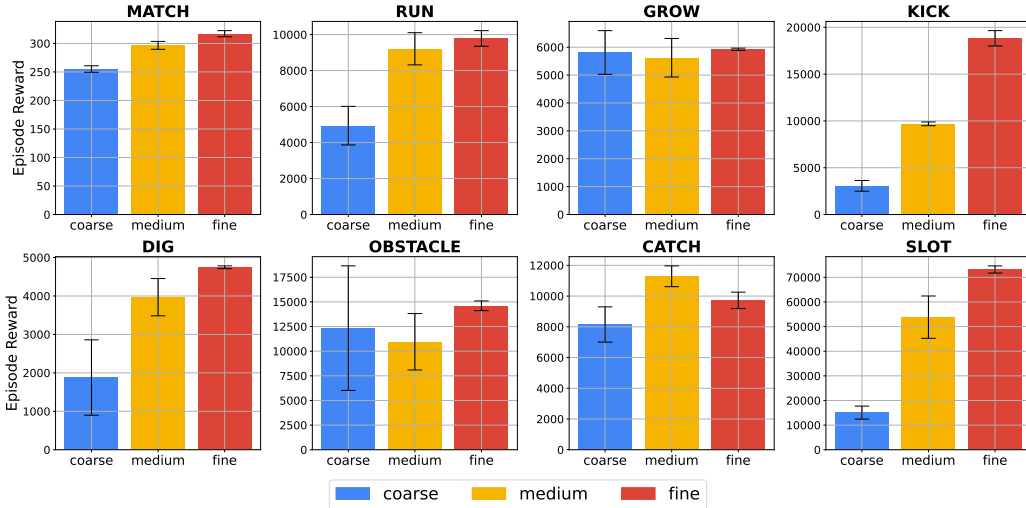 MATCH
RUN
GROW
KICK
Episode Reward
300
250
200
150
100
50
0
coarse medium fine
10000
8000
6000
4000
2000
0
coarse medium fine
6000
5000
4000
3000
2000
1000
0
coarse medium fine
20000
15000
10000
5000
0
coarse medium fine
DIG
OBSTACLE
CATCH
SLOT
Episode Reward
5000
4000
3000
2000
1000
0
coarse medium fine
17500
15000
12500
10000
7500
5000
2500
0
coarse medium fine
12000
10000
8000
6000
4000
2000
0
coarse medium fine
70000
60000
50000
40000
30000
20000
10000
0
coarse medium fine
coarse medium fine